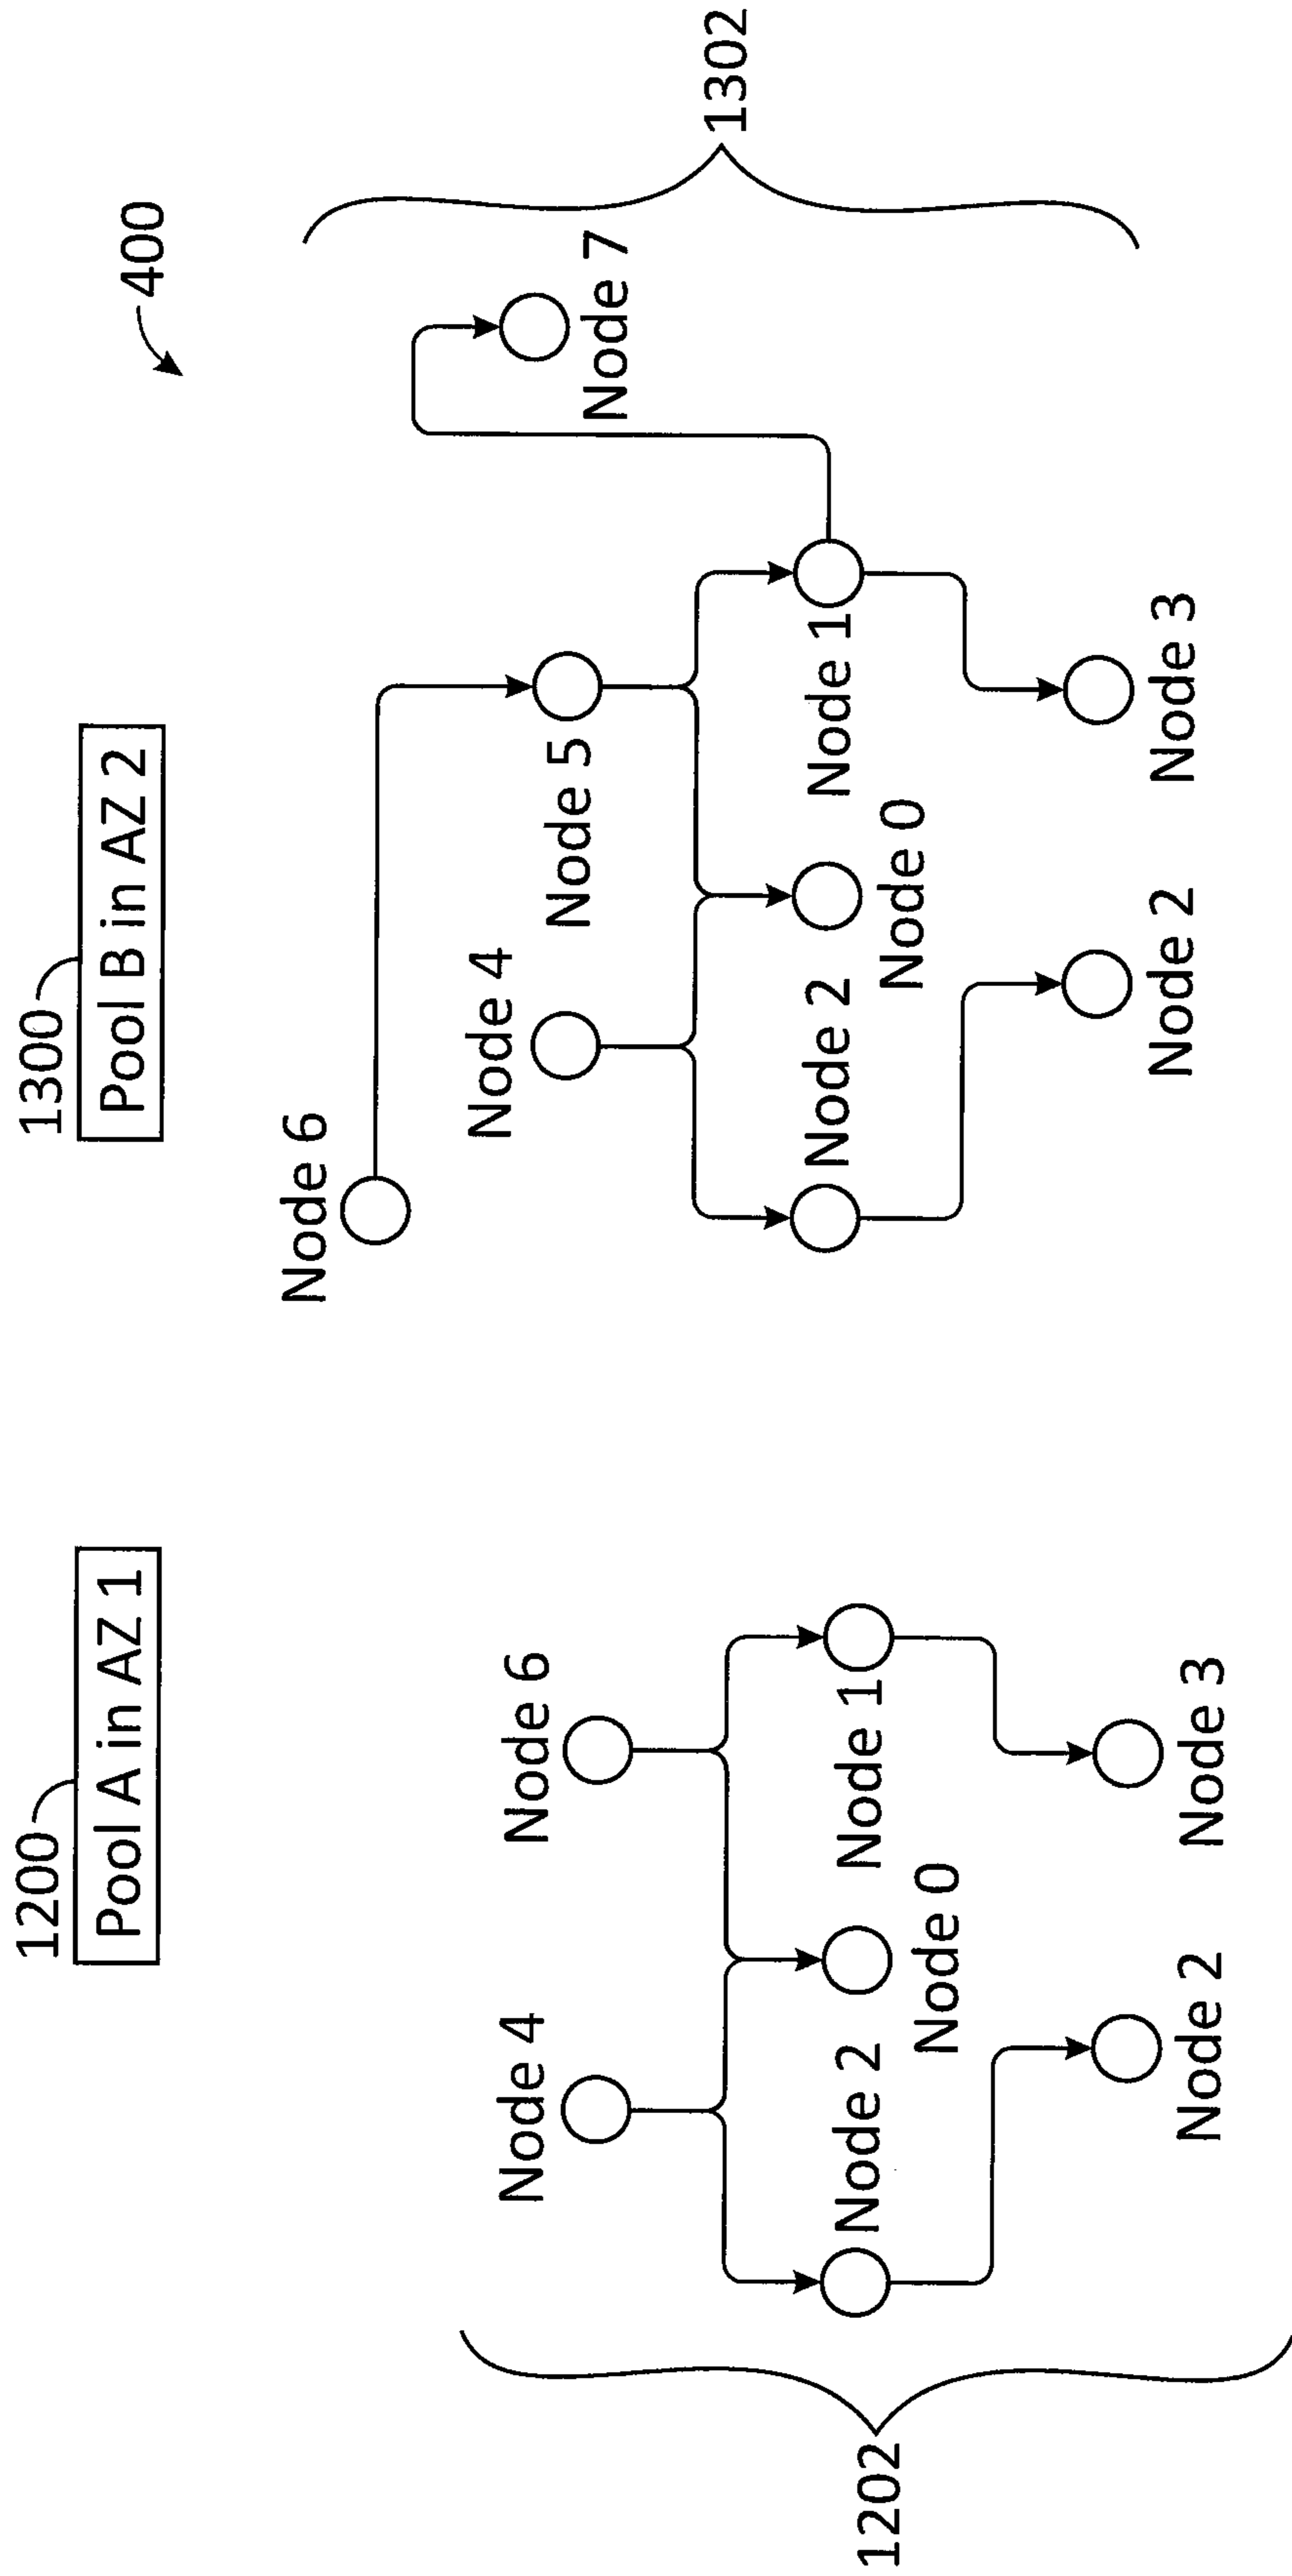 1200
Pool A in AZ 1
1202
Node 4
Node 6
Node 2
Node 0
Node 1
Node 2
Node 3
1300
Pool B in AZ 2
400
Node 6
Node 4
Node 5
Node 7
Node 2
Node 0
Node 1
Node 2
Node 3
1302